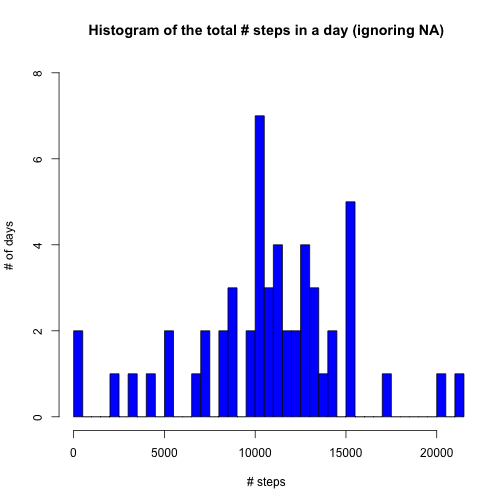 Histogram of the total # steps in a day (ignoring NA)
8
6
4
2
0
# of days
0 5000 10000 15000 20000
# steps